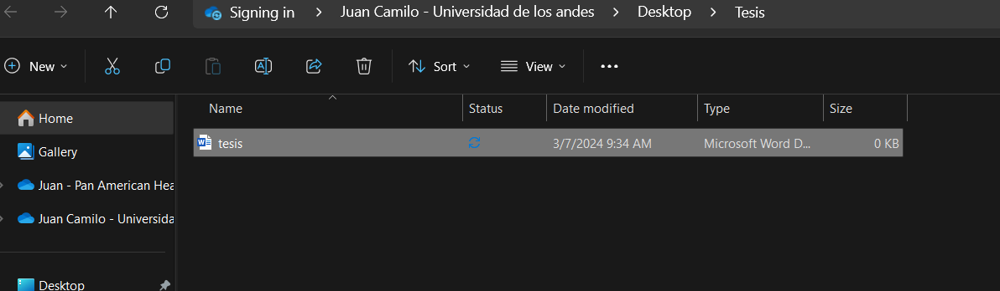 Signing in > Juan Camilo - Universidad de los andes > Desktop > Tesis
New Sort View
Name Status Date modified Type Size
Home
tesis 3/7/2024 9:34 AM Microsoft Word D... 0 KB
Gallery
Juan - Pan American Hea
Juan Camilo - Universida
Desktop